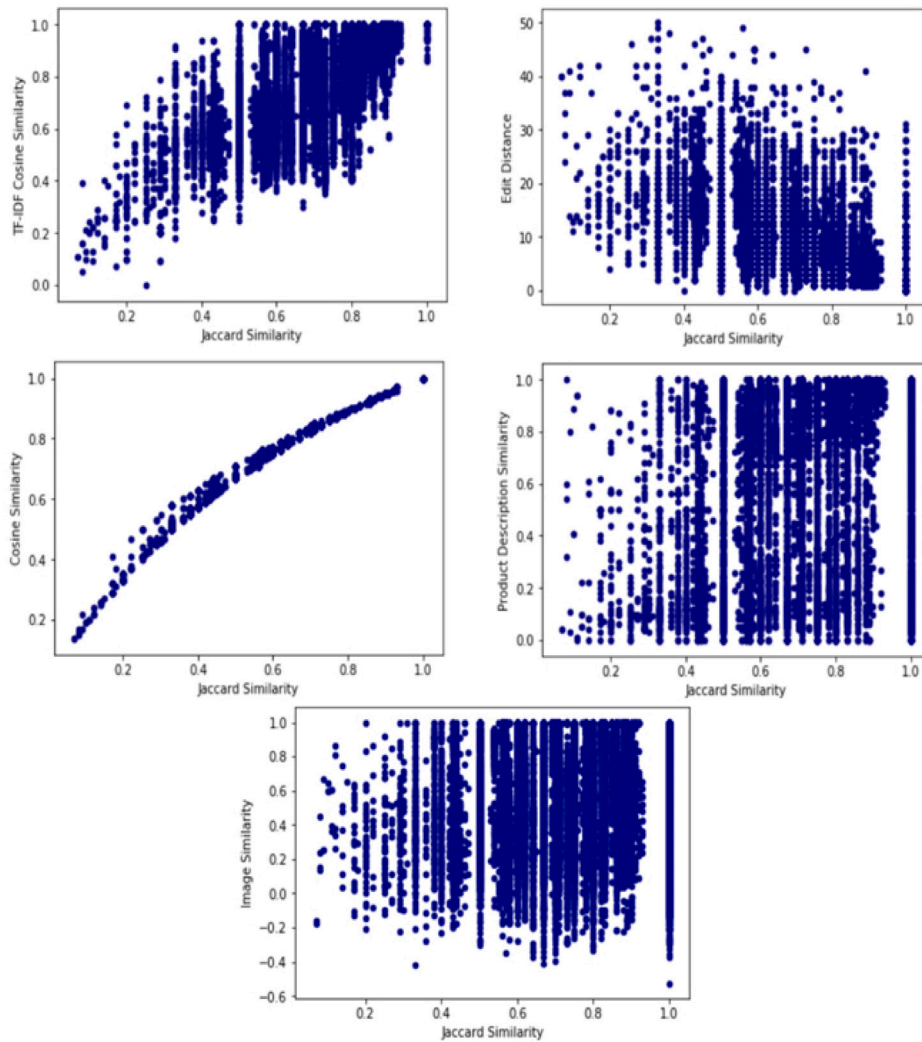 TF-IDF Cosine Similarity
1.0
0.8
0.6
0.4
0.2
0.0
0.2 0.4 0.6 0.8 1.0
Jaccard Similarity
Edit Distance
50
40
30
20
10
0
0.2 0.4 0.6 0.8 1.0
Jaccard Similarity
Cosine Similarity
1.0
0.8
0.6
0.4
0.2
0.2 0.4 0.6 0.8 1.0
Jaccard Similarity
Product Description Similarity
1.0
0.8
0.6
0.4
0.2
0.0
0.2 0.4 0.6 0.8 1.0
Jaccard Similarity
Image Similarity
1.0
0.8
0.6
0.4
0.2
0.0
−0.2
−0.4
−0.6
0.2 0.4 0.6 0.8 1.0
Jaccard Similarity